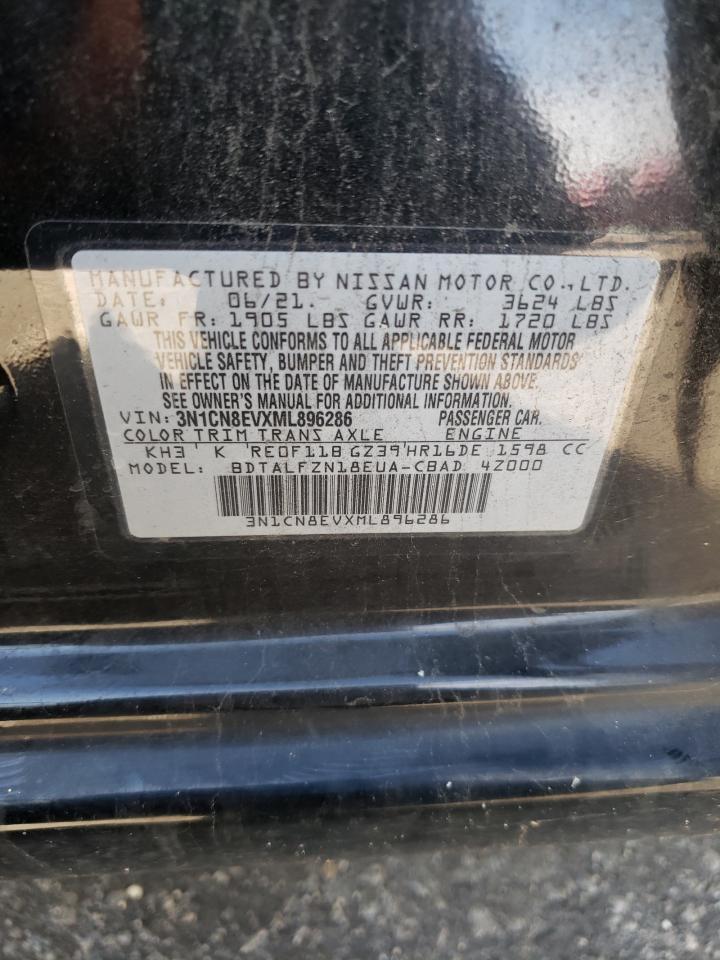 MANUFACTURED BY NISSAN MOTOR CO.,LTD.
DATE: 06/21. GVWR: 3624 LBS
GAWR FR: 1905 LBS GAWR RR: 1720 LBS
THIS VEHICLE CONFORMS TO ALL APPLICABLE FEDERAL MOTOR
VEHICLE SAFETY, BUMPER AND THEFT PREVENTION STANDARDS
IN EFFECT ON THE DATE OF MANUFACTURE SHOWN ABOVE.
SEE OWNER'S MANUAL FOR ADDITIONAL INFORMATION.
VIN: 3N1CN8EVXML896286 PASSENGER CAR.
COLOR TRIM TRANS AXLE ENGINE
KH3 K RE0F11B GZ39 HR16DE 1598 CC
MODEL: BDTALFZN18EUA-CBAD 4Z000
3N1CN8EVXML896286